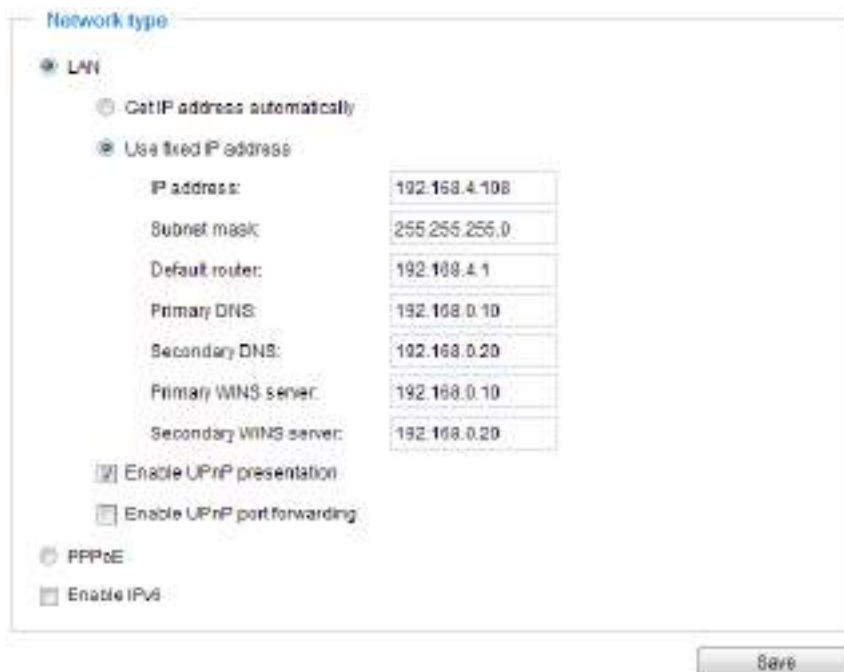 Network type
LAN
Get IP address automatically
Use fixed IP address
IP address: 192.168.4.108
Subnet mask: 255.255.255.0
Default router: 192.168.4.1
Primary DNS: 192.168.0.10
Secondary DNS: 192.168.0.20
Primary WINS server: 192.168.0.10
Secondary WINS server: 192.168.0.20
Enable UPnP presentation
Enable UPnP port forwarding
PPPoE
Enable IPv6
Save